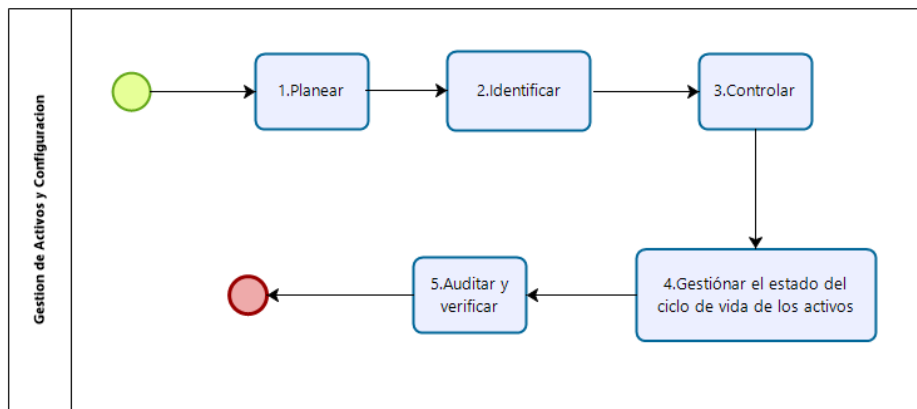 Gestion de Activos y Configuracion
1.Planear
2.Identificar
3.Controlar
4.Gestiónar el estado del
ciclo de vida de los activos
5.Auditar y
verificar